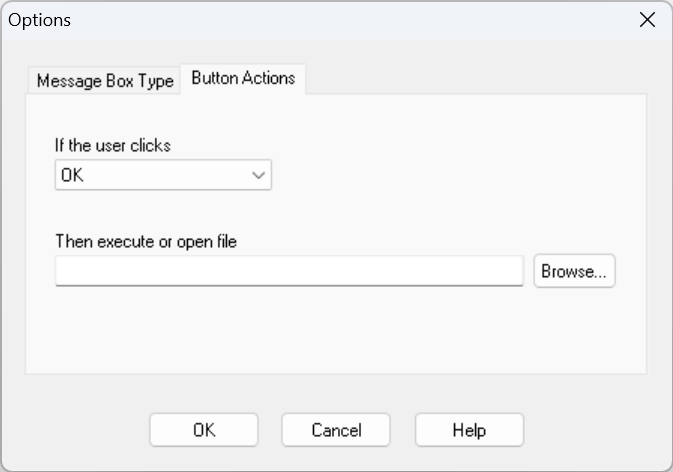 Options
Message Box Type
Button Actions
If the user clicks
OK
Then execute or open file
Browse...
OK
Cancel
Help